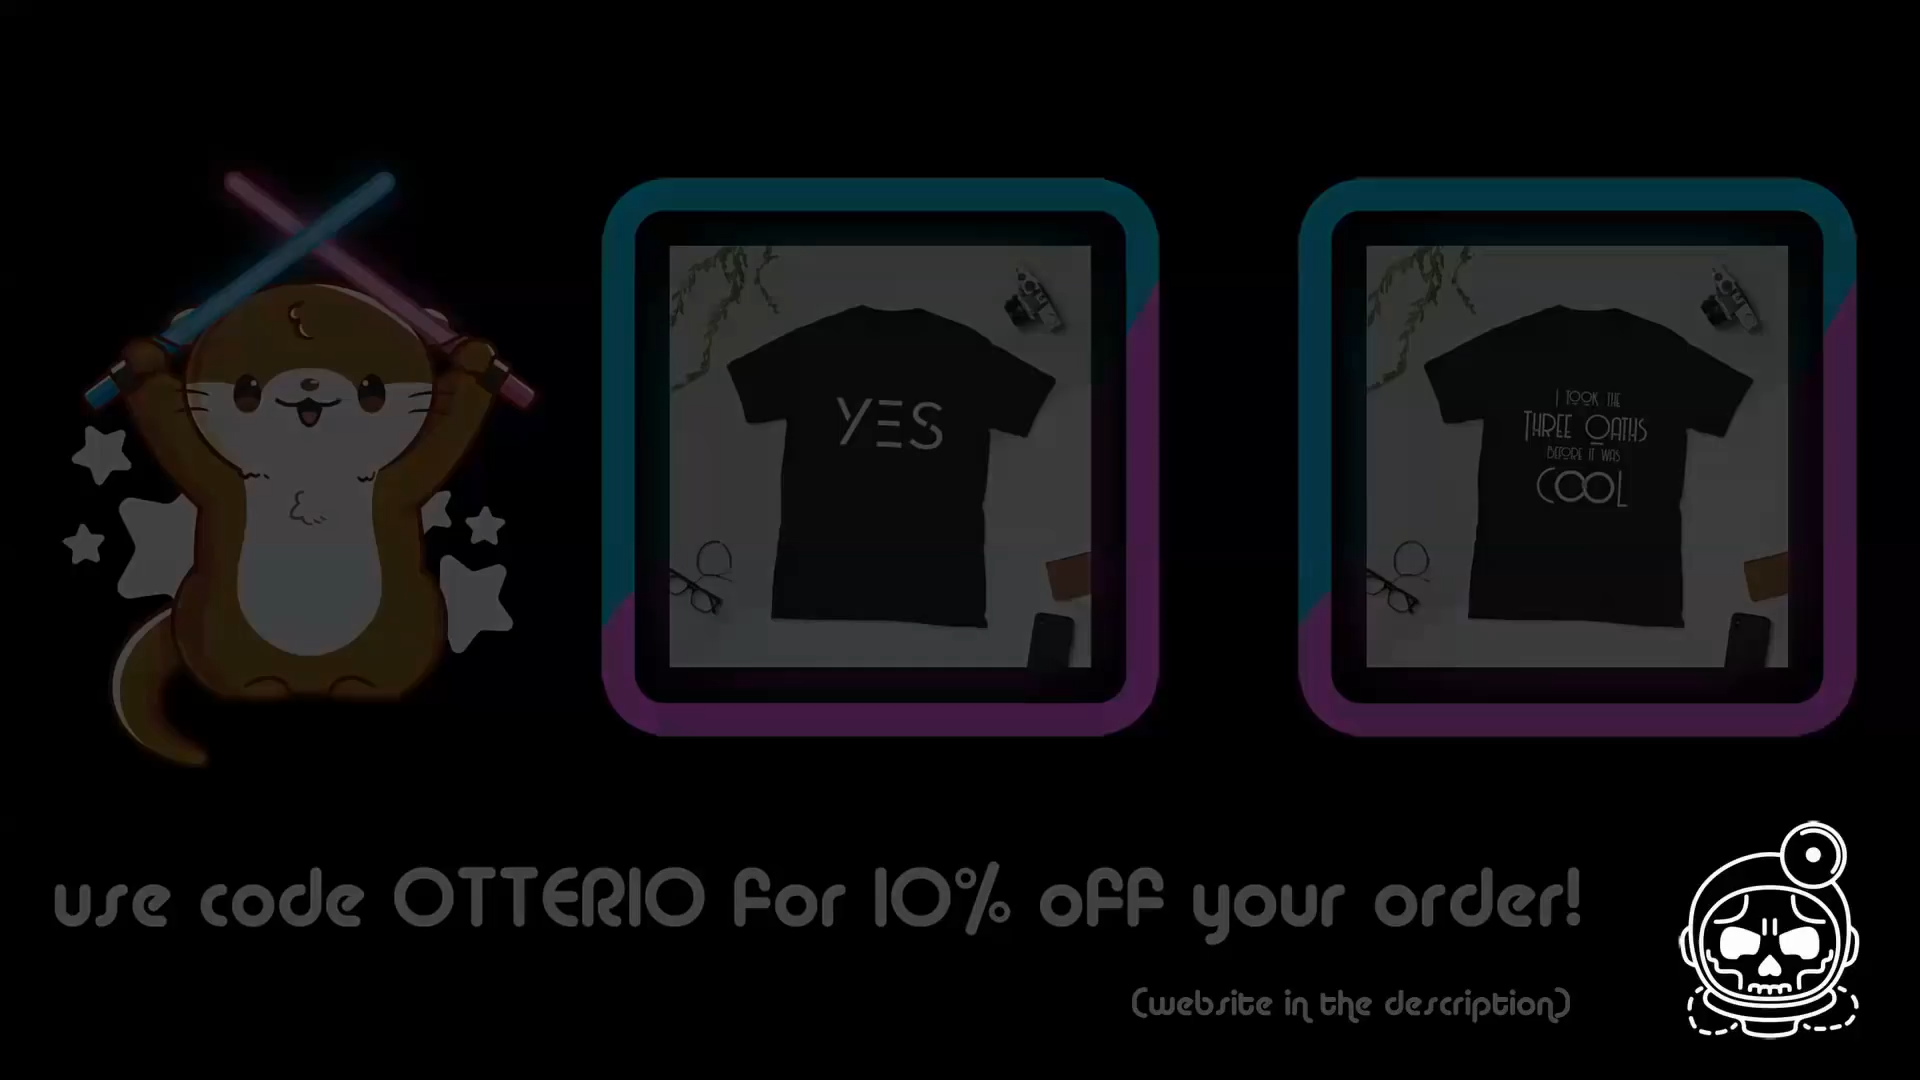 YES
I TOOK THE
THREE OATHS
BEFORE IT WAS
COOL
use code OTTER10 for 10% off your order!
(website in the description)